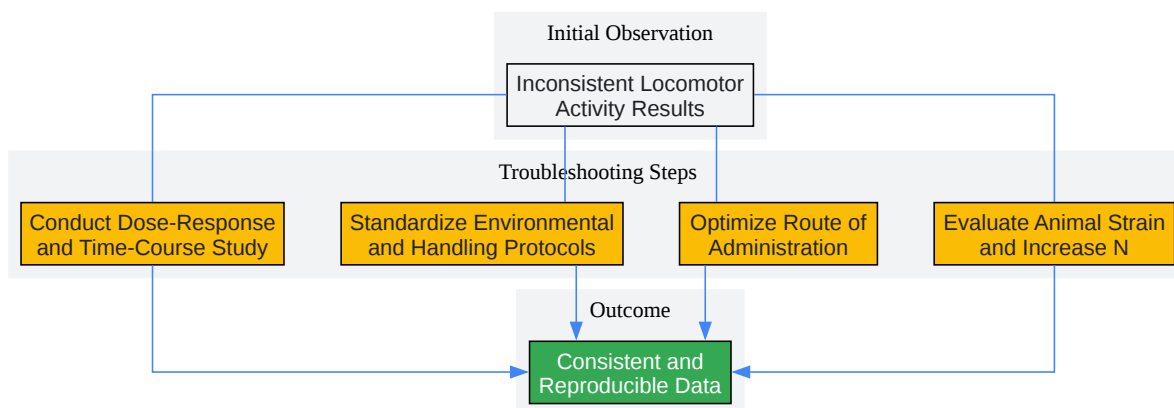 Initial Observation
Inconsistent Locomotor
Activity Results
Troubleshooting Steps
Conduct Dose-Response
and Time-Course Study
Standardize Environmental
and Handling Protocols
Optimize Route of
Administration
Evaluate Animal Strain
and Increase N
Outcome
Consistent and
Reproducible Data